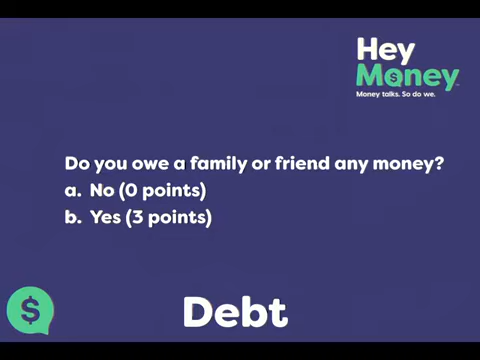 Hey
Money™
Money talks. So do we.
Do you owe a family or friend any money?
a. No (0 points)
b. Yes (3 points)
$
Debt